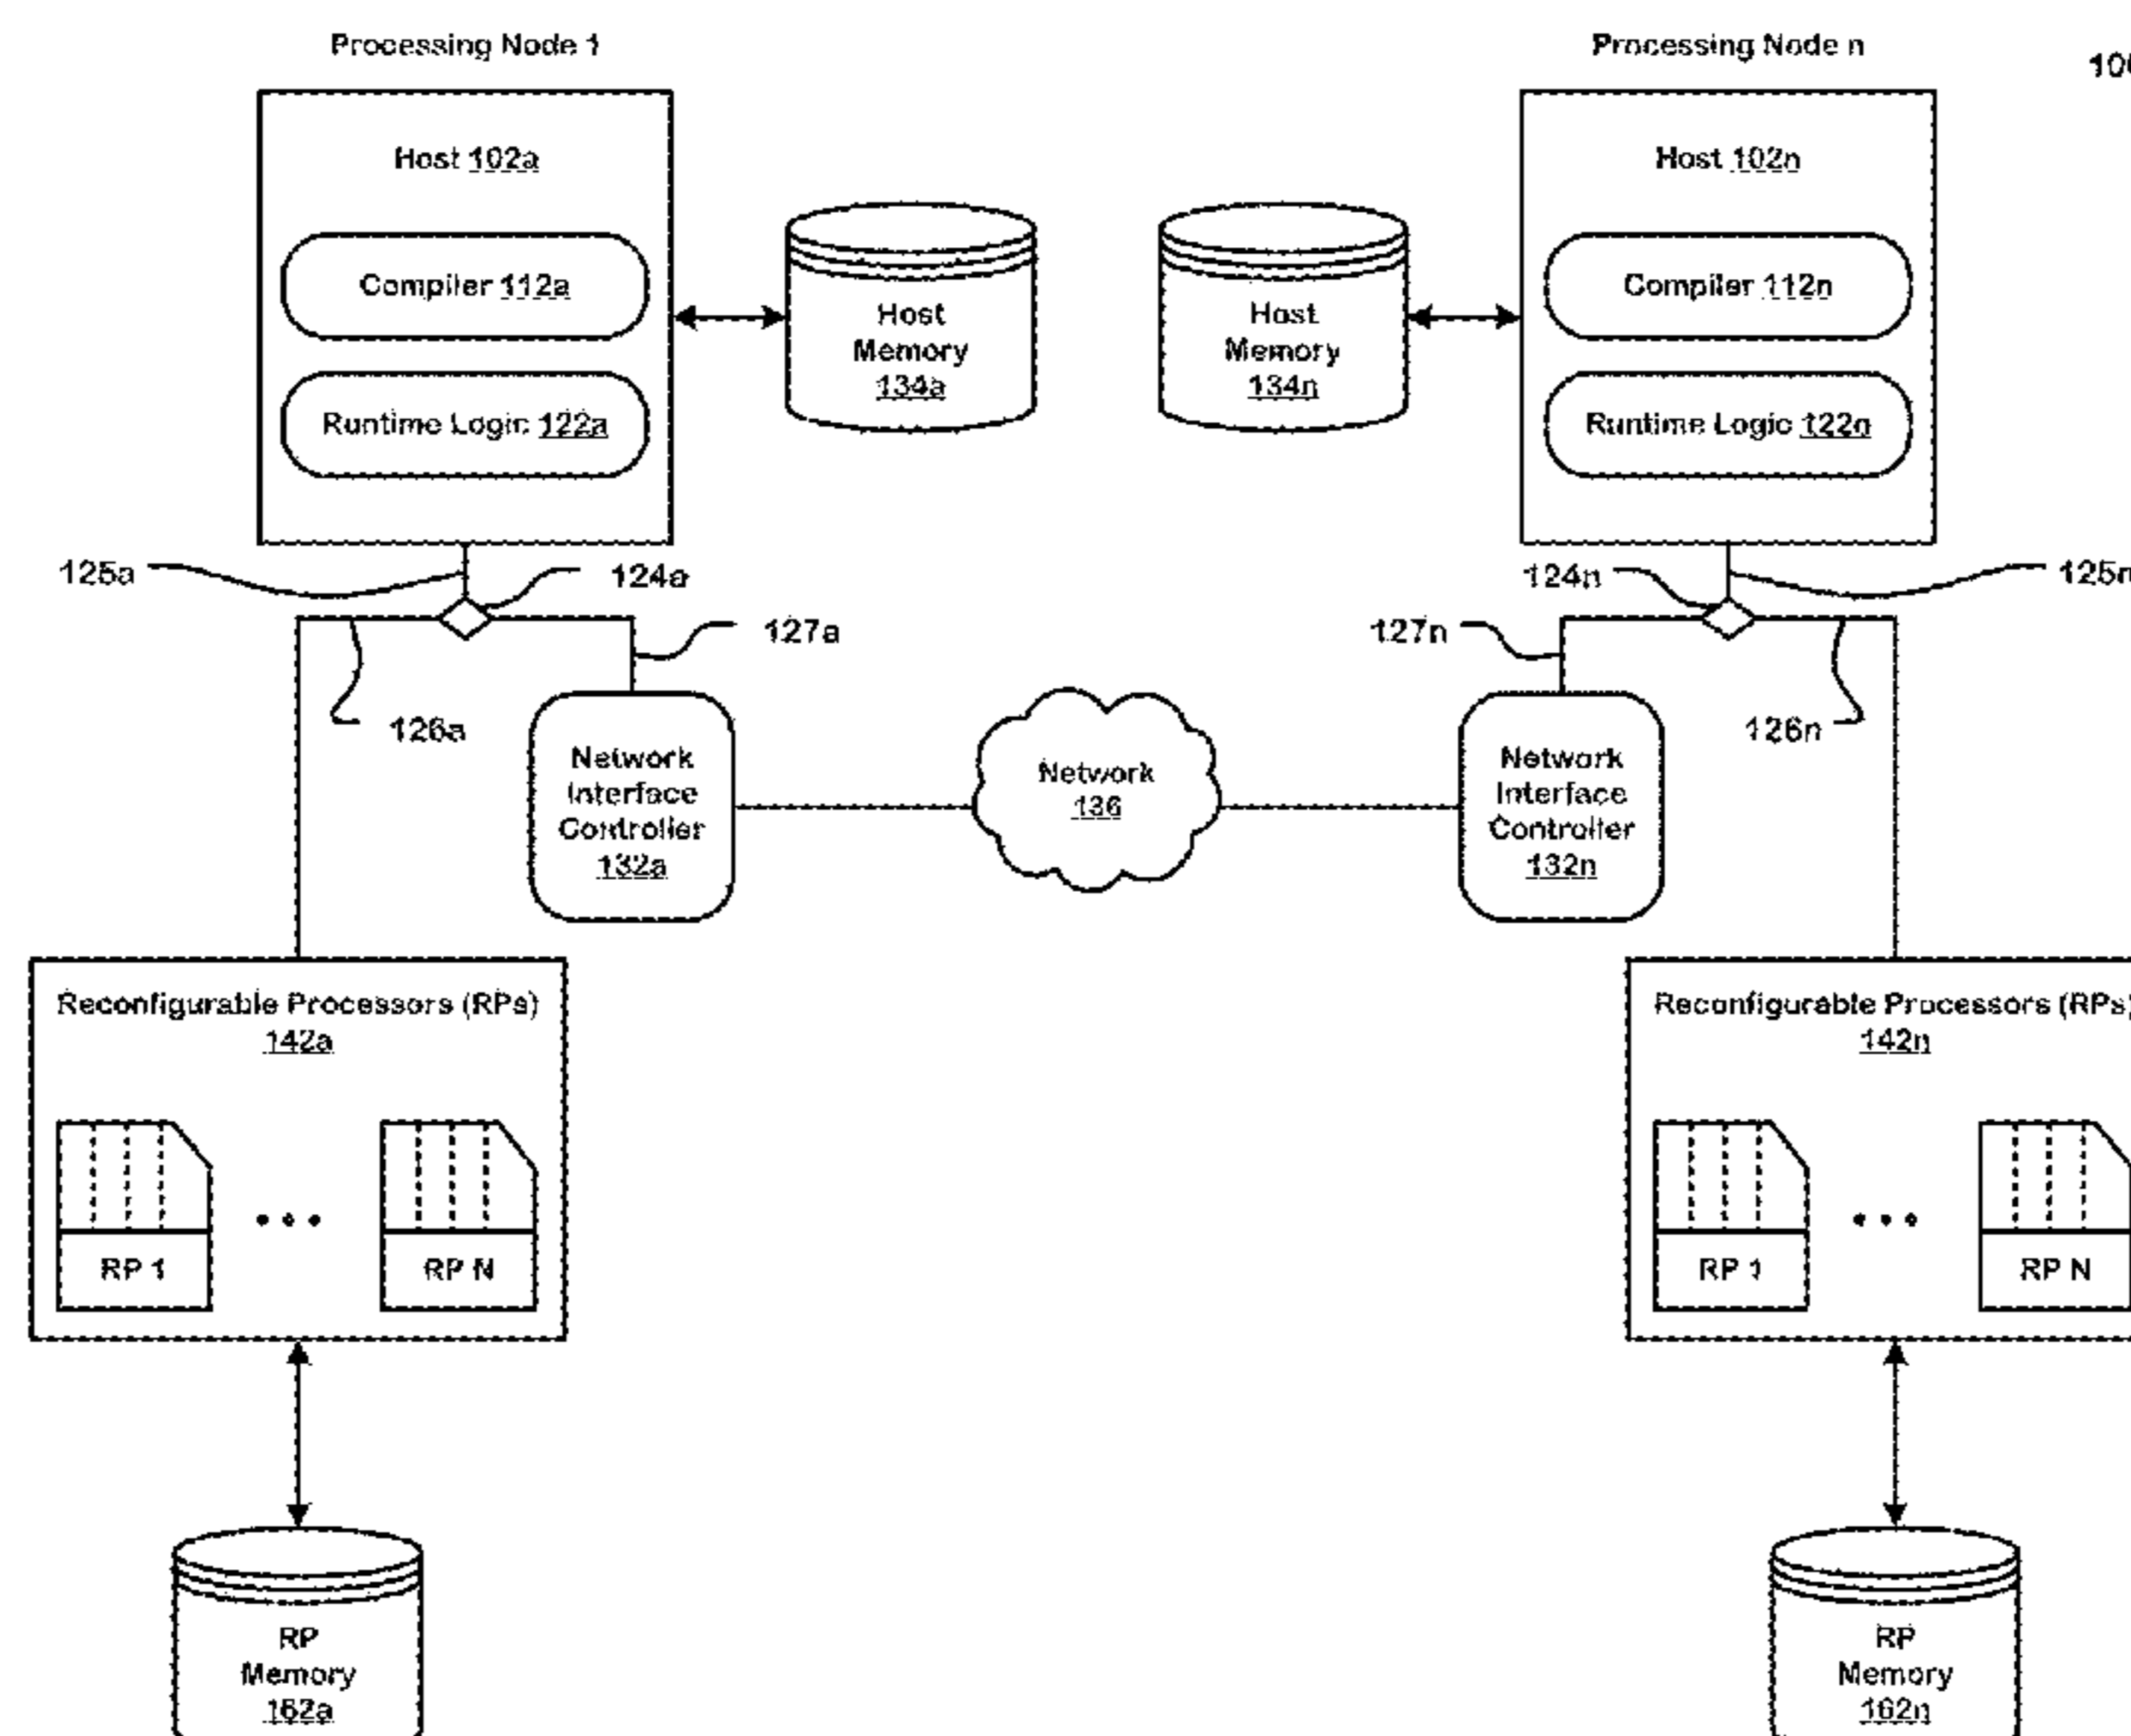 Processing Node 1
Processing Node n
100
Host 102a
Host 102n
Compiler 112a
Compiler 112n
Host
Memory
134a
Host
Memory
134n
Runtime Logic 122a
Runtime Logic 122n
125a
124a
124n
125n
127a
127n
126a
126n
Network
Interface
Controller
132a
Network
136
Network
Interface
Controller
132n
Reconfigurable Processors (RPs)
142a
Reconfigurable Processors (RPs)
142n
RP 1
RP N
RP 1
RP N
RP
Memory
162a
RP
Memory
162n